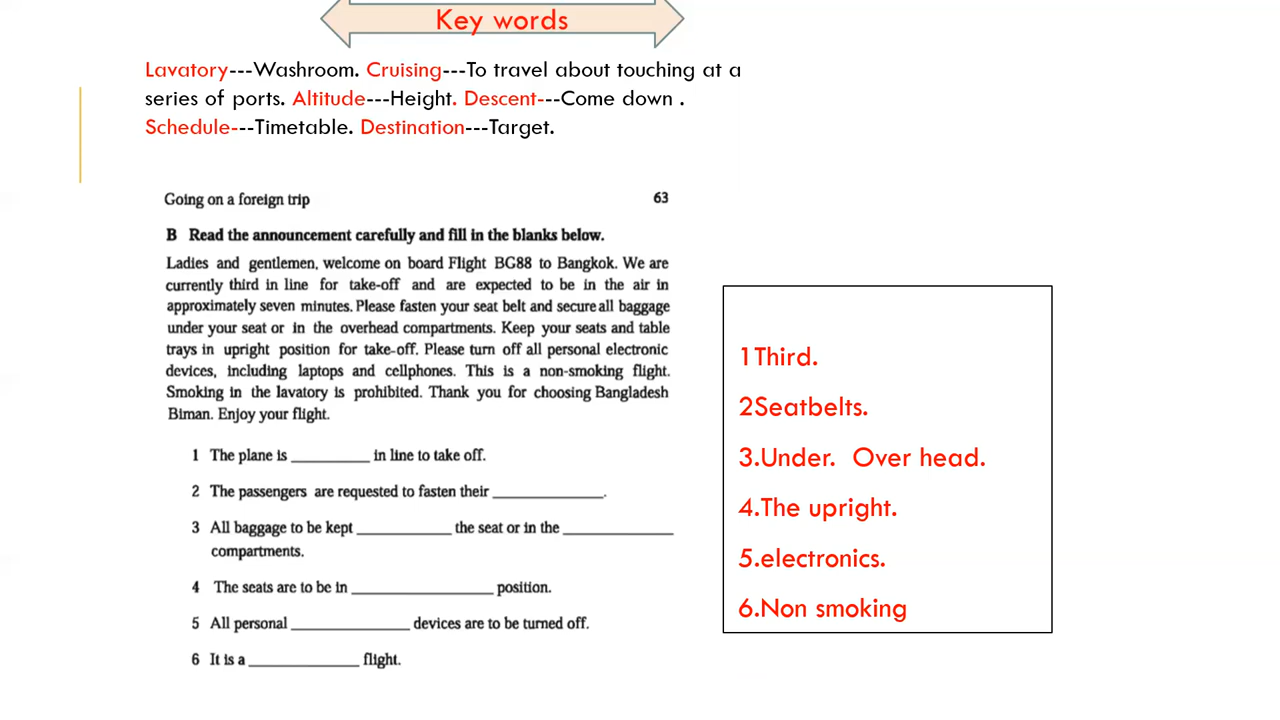 Key words
Lavatory---Washroom. Cruising---To travel about touching at a
series of ports. Altitude---Height. Descent---Come down .
Schedule---Timetable. Destination---Target.
Going on a foreign trip 63
B Read the announcement carefully and fill in the blanks below.
Ladies and gentlemen, welcome on board Flight BG88 to Bangkok. We are
currently third in line for take-off and are expected to be in the air in
approximately seven minutes. Please fasten your seat belt and secure all baggage
under your seat or in the overhead compartments. Keep your seats and table
trays in upright position for take-off. Please turn off all personal electronic
devices, including laptops and cellphones. This is a non-smoking flight.
Smoking in the lavatory is prohibited. Thank you for choosing Bangladesh
Biman. Enjoy your flight.
1 The plane is _________ in line to take off.
2 The passengers are requested to fasten their _____________.
3 All baggage to be kept ___________ the seat or in the _____________
compartments.
4 The seats are to be in _________________ position.
5 All personal ______________ devices are to be turned off.
6 It is a _____________ flight.
1Third.
2Seatbelts.
3.Under. Over head.
4.The upright.
5.electronics.
6.Non smoking